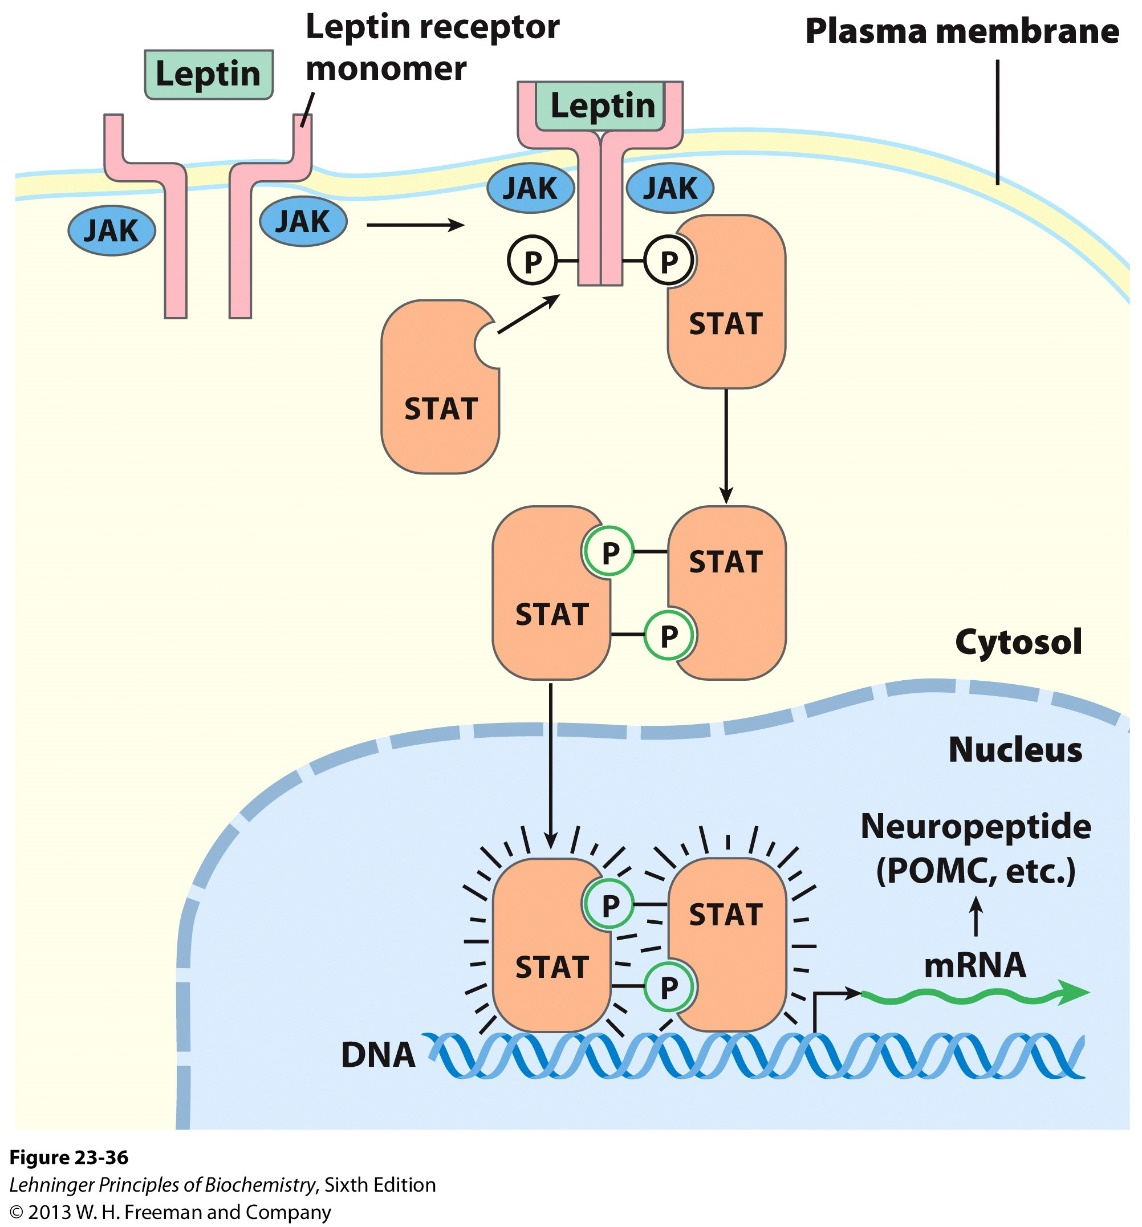 Leptin receptor
monomer
Plasma membrane
Leptin
Leptin
JAK
JAK
JAK
JAK
P
P
STAT
STAT
P
STAT
STAT
P
Cytosol
Nucleus
Neuropeptide
(POMC, etc.)
mRNA
P
STAT
STAT
P
DNA
Figure 23-36
Lehninger Principles of Biochemistry, Sixth Edition
© 2013 W. H. Freeman and Company